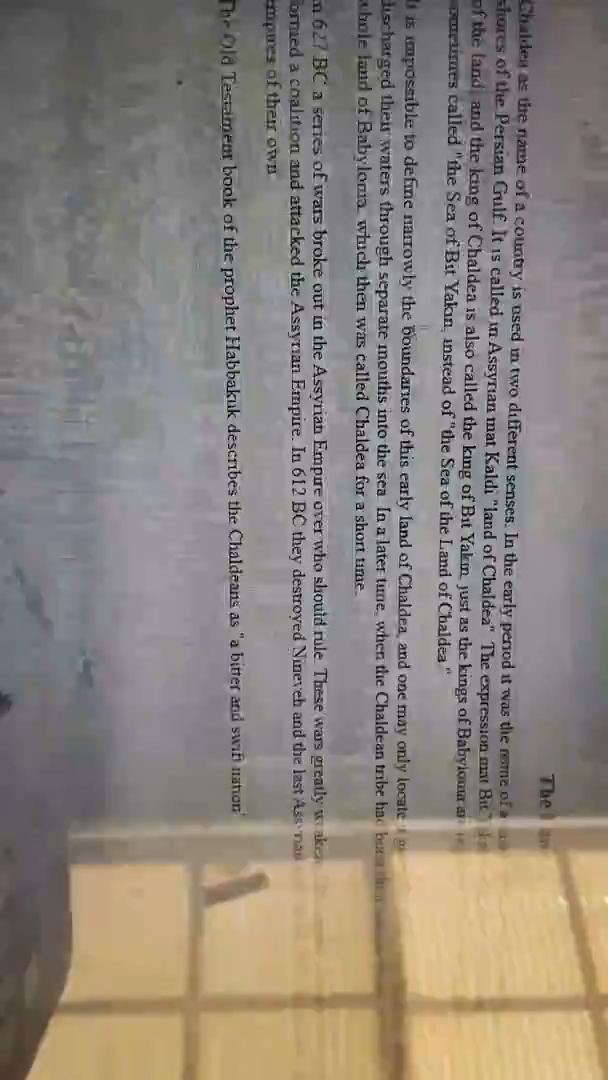 The
Chaldea as the name of a country is used in two different senses. In the early period it was the name of a
shores of the Persian Gulf. It is called in Assyrian mat Kaldi "land of Chaldea". The expression mat Bit
of the land, and the king of Chaldea is also called the king of Bit Yakin, just as the kings of Babylonia
sometimes called "the Sea of Bit Yakin, instead of "the Sea of the Land of Chaldea."
It is impossible to define narrowly the boundaries of this early land of Chaldea, and one may only locate
discharged their waters through separate mouths into the sea. In a later time, when the Chaldean tribe had
whole land of Babylonia, which then was called Chaldea for a short time.
In 627 BC a series of wars broke out in the Assyrian Empire over who should rule. These wars greatly
formed a coalition and attacked the Assyrian Empire. In 612 BC they destroyed Nineveh and the last Assyrian
empires of their own
The Old Testament book of the prophet Habbakuk describes the Chaldeans as "a bitter and swift nation"